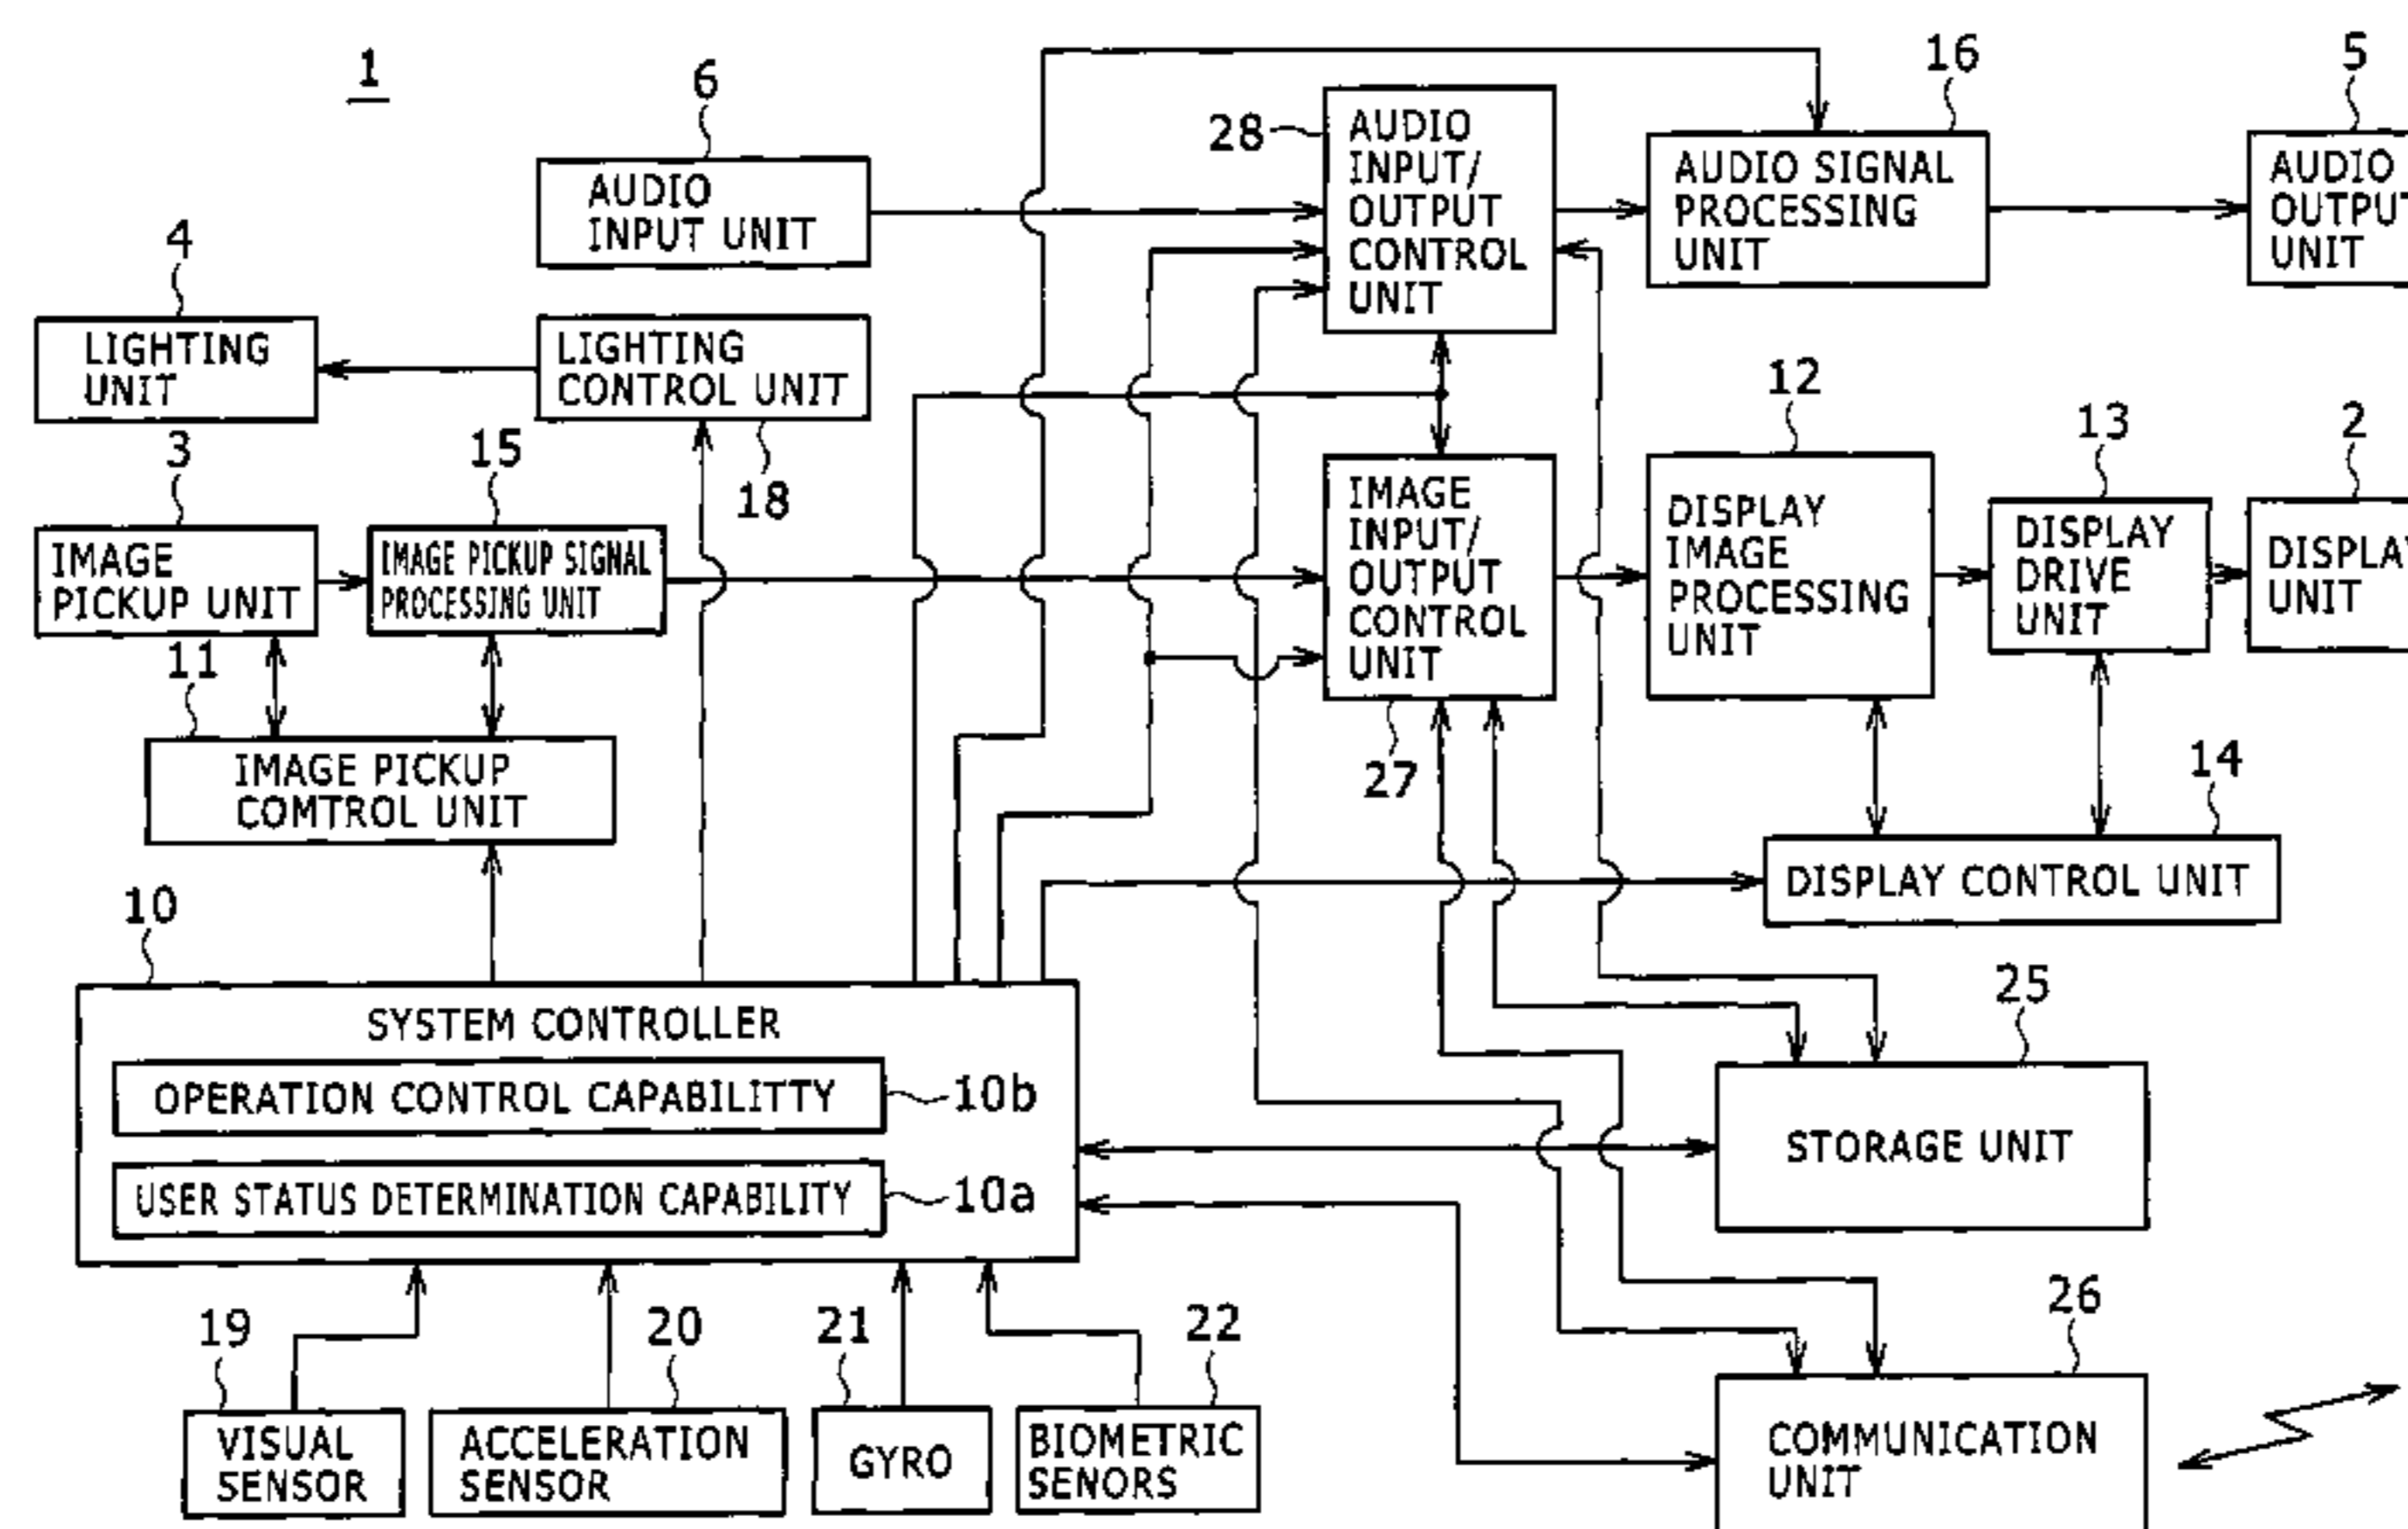 1
6
AUDIO
INPUT UNIT
28
AUDIO
INPUT/
OUTPUT
CONTROL
UNIT
16
AUDIO SIGNAL
PROCESSING
UNIT
5
AUDIO
OUTPUT
UNIT
4
LIGHTING
UNIT
LIGHTING
CONTROL UNIT
18
3
IMAGE
PICKUP UNIT
15
IMAGE PICKUP SIGNAL
PROCESSING UNIT
IMAGE
INPUT/
OUTPUT
CONTROL
UNIT
27
12
DISPLAY
IMAGE
PROCESSING
UNIT
13
DISPLAY
DRIVE
UNIT
2
DISPLAY
UNIT
11
IMAGE PICKUP
COMTROL UNIT
14
DISPLAY CONTROL UNIT
10
SYSTEM CONTROLLER
OPERATION CONTROL CAPABILITTY
10b
USER STATUS DETERMINATION CAPABILITY
10a
25
STORAGE UNIT
19
VISUAL
SENSOR
20
ACCELERATION
SENSOR
21
GYRO
22
BIOMETRIC
SENORS
26
COMMUNICATION
UNIT